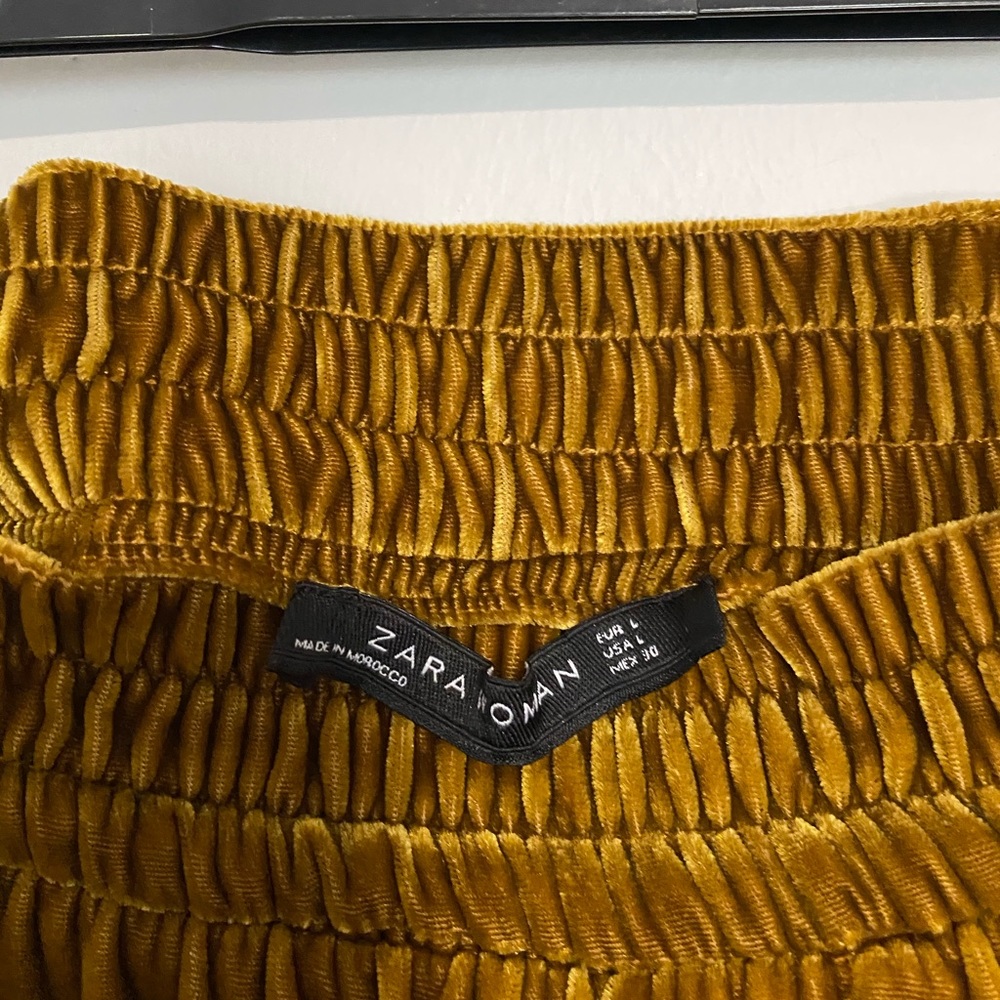 ZARA WOMAN
MADE IN MOROCCO
EUR L
USA L
MEX 30